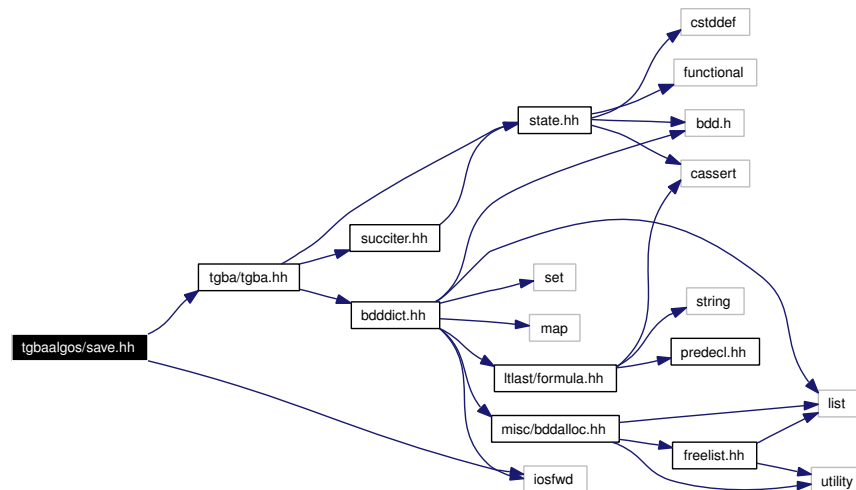 cstddef
functional
state.hh
bdd.h
cassert
succiter.hh
tgba/tgba.hh
set
string
bdddict.hh
map
tgbaalgos/save.hh
predecl.hh
ltlast/formula.hh
list
misc/bddalloc.hh
freelist.hh
iosfwd
utility